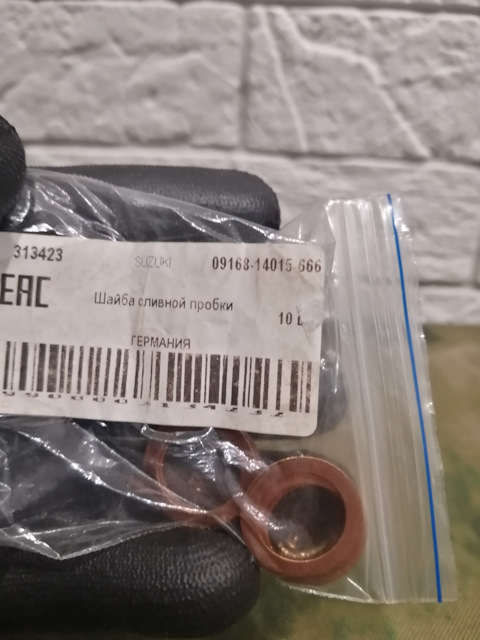 313423 SUZUKI 09168-14015-666
EAC
Шайба сливной пробки
10
ГЕРМАНИЯ